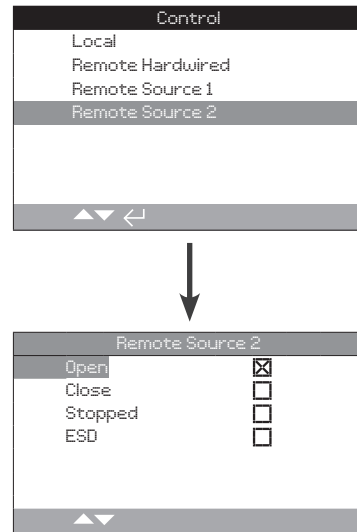 Control
Local
Remote Hardwired
Remote Source 1
Remote Source 2
Remote Source 2
Open
Close
Stopped
ESD